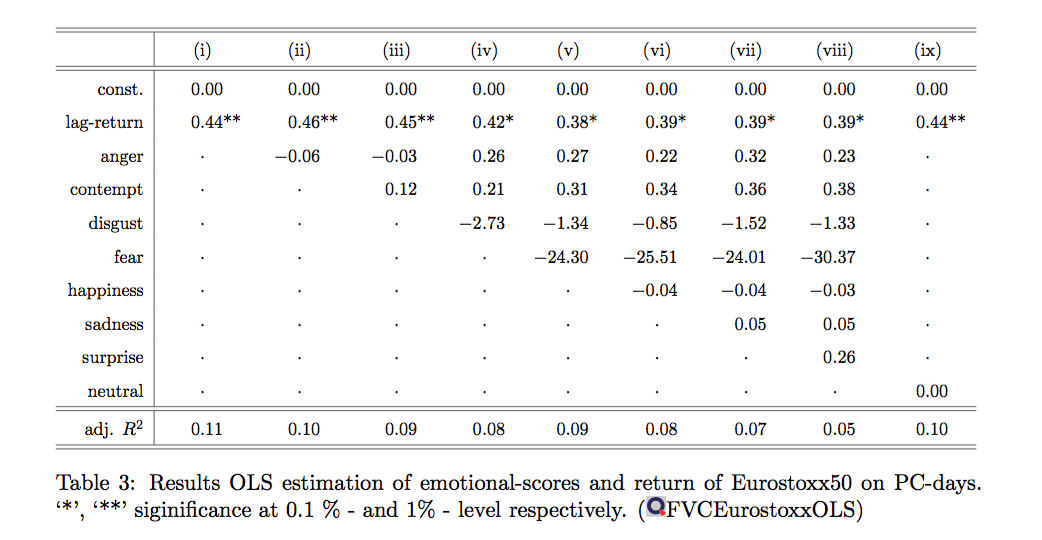 (i) (ii) (iii) (iv) (v) (vi) (vii) (viii) (ix)
const. 0.00 0.00 0.00 0.00 0.00 0.00 0.00 0.00 0.00
lag-return 0.44** 0.46** 0.45** 0.42* 0.38* 0.39* 0.39* 0.39* 0.44**
anger · −0.06 −0.03 0.26 0.27 0.22 0.32 0.23 ·
contempt · · 0.12 0.21 0.31 0.34 0.36 0.38 ·
disgust · · · −2.73 −1.34 −0.85 −1.52 −1.33 ·
fear · · · · −24.30 −25.51 −24.01 −30.37 ·
happiness · · · · · −0.04 −0.04 −0.03 ·
sadness · · · · · · 0.05 0.05 ·
surprise · · · · · · · 0.26 ·
neutral · · · · · · · · 0.00
adj. R² 0.11 0.10 0.09 0.08 0.09 0.08 0.07 0.05 0.10
Table 3: Results OLS estimation of emotional-scores and return of Eurostoxx50 on PC-days.
‘*’, ‘**’ siginificance at 0.1 % - and 1% - level respectively. (QFVCEurostoxxOLS)